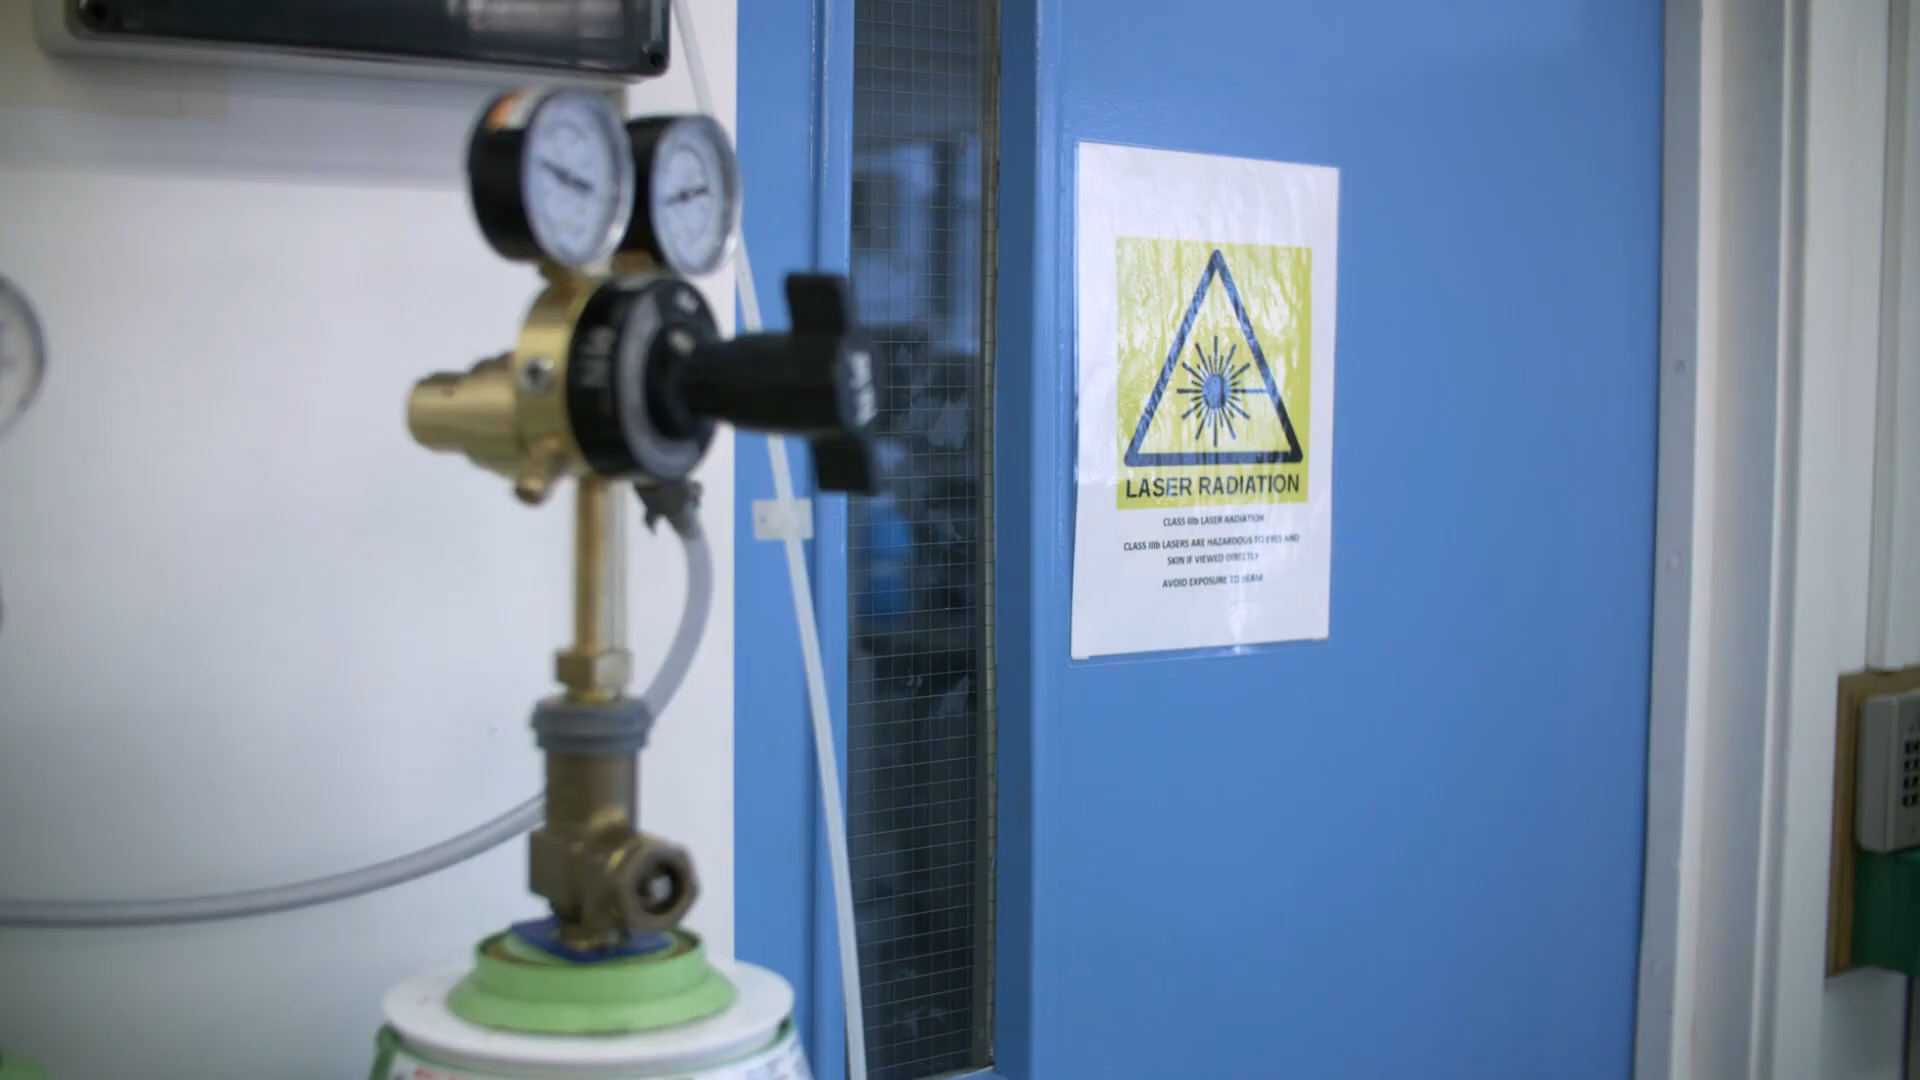 LASER RADIATION
CLASS IIIb LASER RADIATION
CLASS IIIb LASERS ARE HAZARDOUS TO EYES AND
SKIN IF VIEWED DIRECTLY
AVOID EXPOSURE TO BEAM